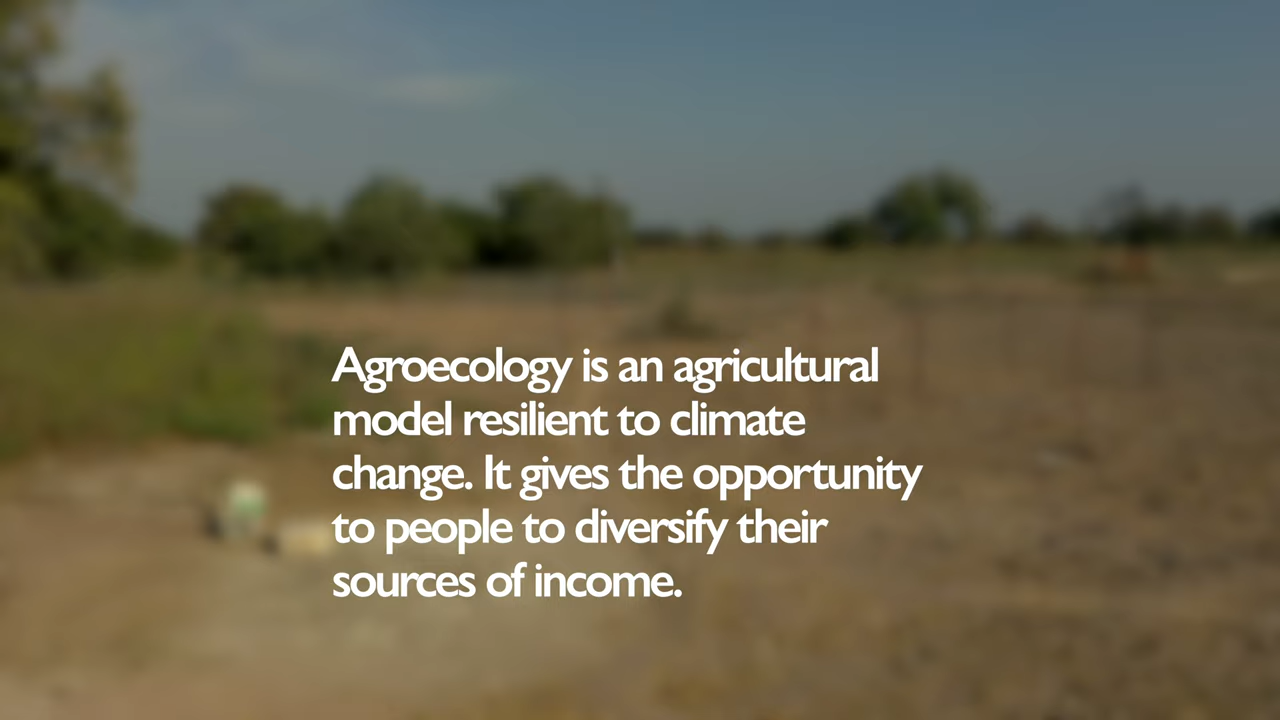 Agroecology is an agricultural
model resilient to climate
change. It gives the opportunity
to people to diversify their
sources of income.